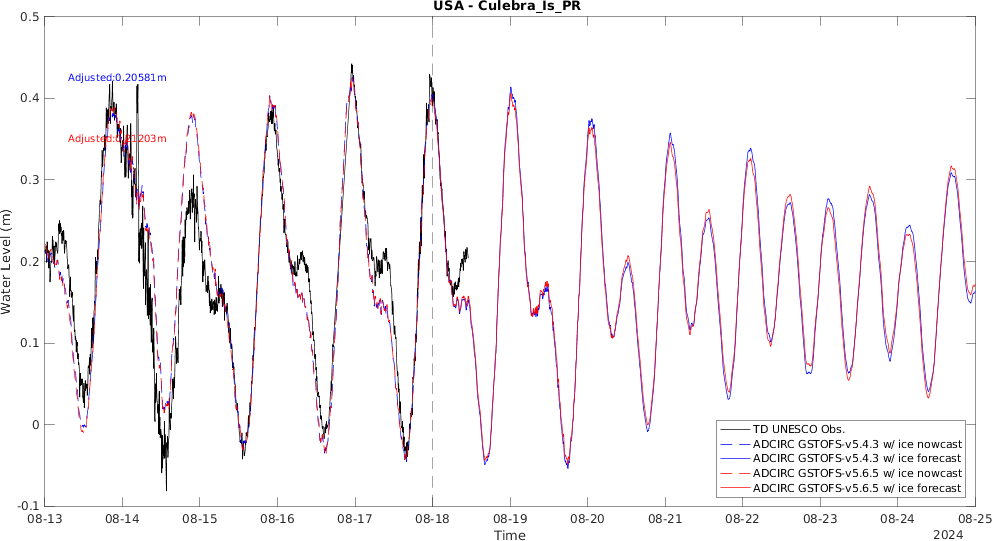 USA - Culebra_Is_PR
0.5
0.4
0.3
0.2
0.1
0
-0.1
Water Level (m)
Adjusted:0.20581m
Adjusted:0.21203m
TD UNESCO Obs.
ADCIRC GSTOFS-v5.4.3 w/ ice nowcast
ADCIRC GSTOFS-v5.4.3 w/ ice forecast
ADCIRC GSTOFS-v5.6.5 w/ ice nowcast
ADCIRC GSTOFS-v5.6.5 w/ ice forecast
08-13 08-14 08-15 08-16 08-17 08-18 08-19 08-20 08-21 08-22 08-23 08-24 08-25
Time
2024